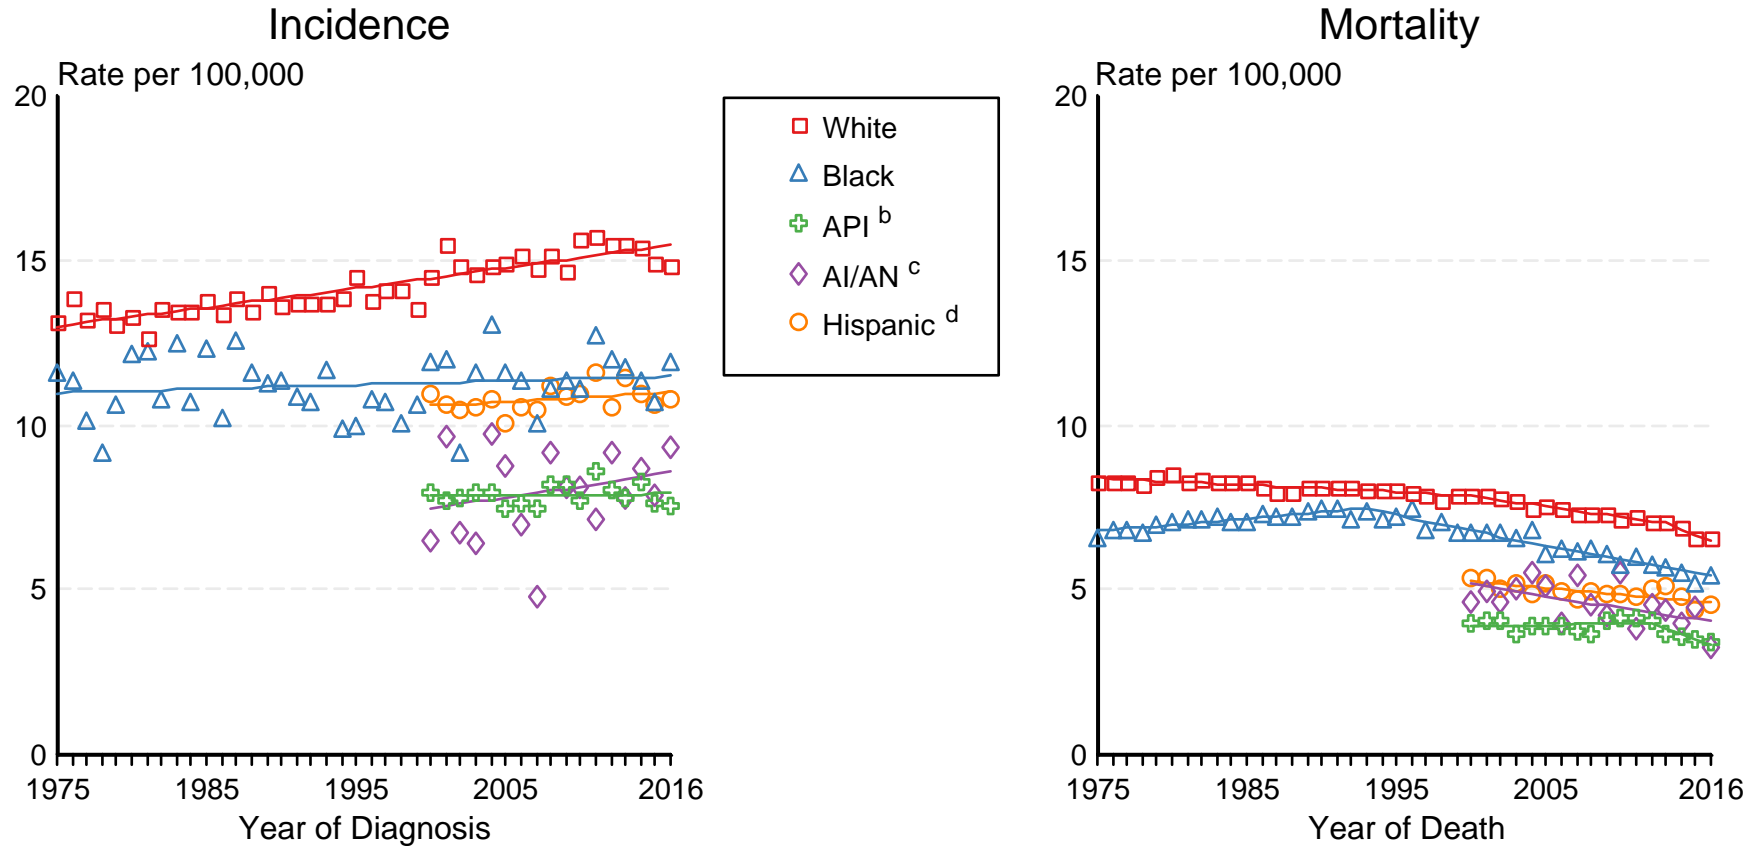 Incidence
Rate per 100,000
20
15
10
5
0
1975 1985 1995 2005 2016
Year of Diagnosis
White
Black
API b
AI/AN c
Hispanic d
Mortality
Rate per 100,000
20
15
10
5
0
1975 1985 1995 2005 2016
Year of Death